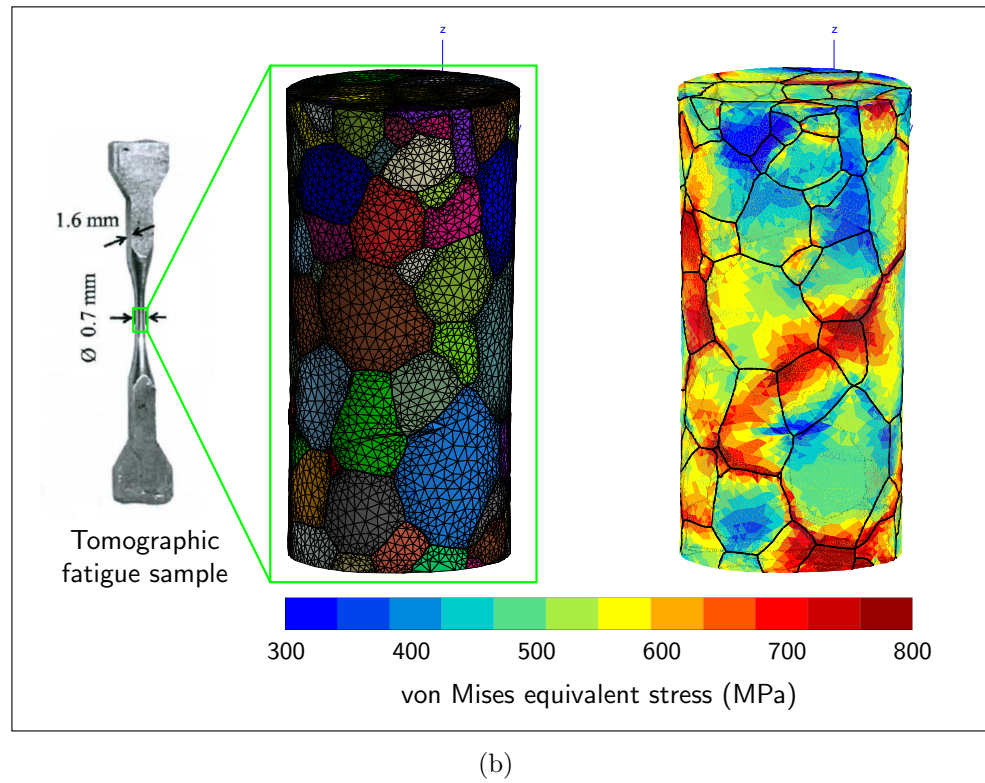 z
z
1.6 mm
Ø 0.7 mm
Tomographic
fatigue sample
300 400 500 600 700 800
von Mises equivalent stress (MPa)
(b)